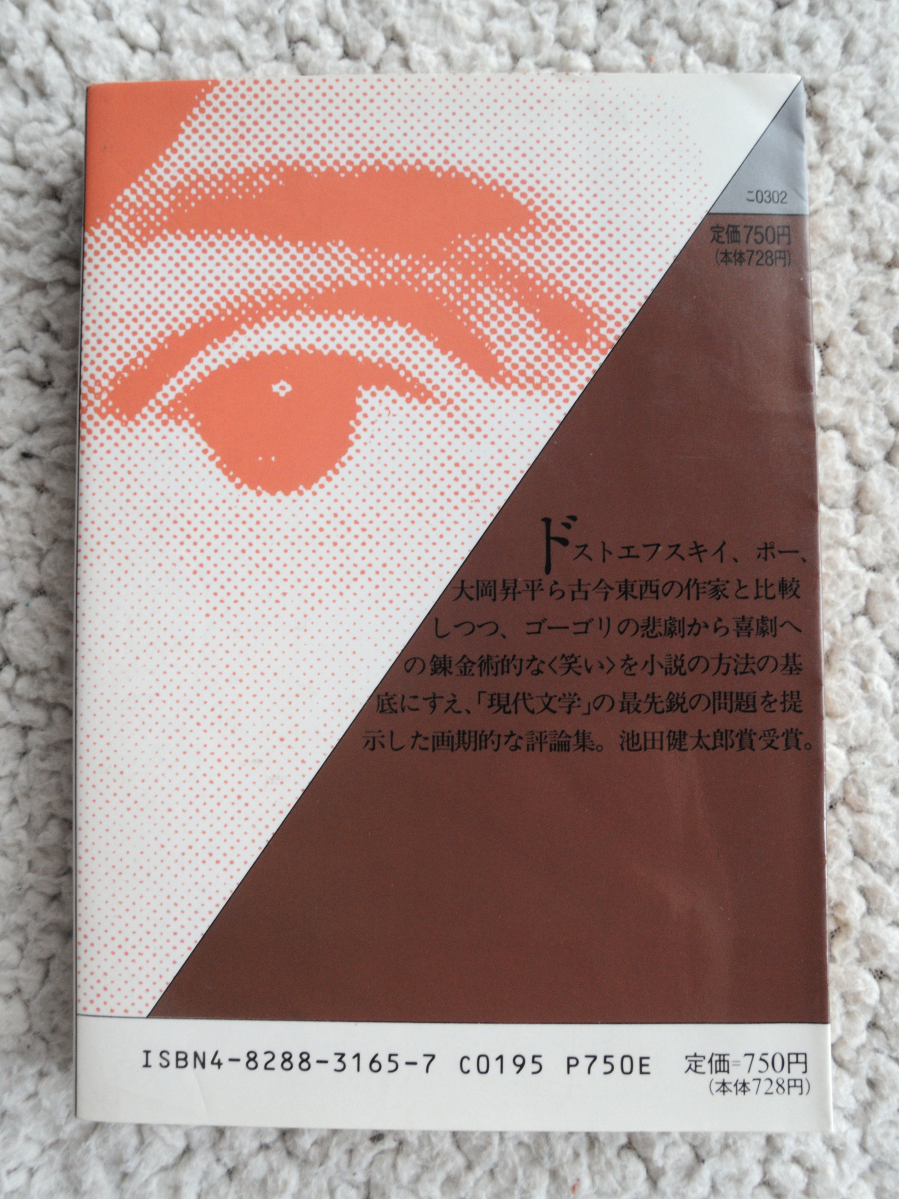 こ0302
定価750円
(本体728円)
ドストエフスキイ、ポー、
大岡昇平ら古今東西の作家と比較
しつつ、ゴーゴリの悲劇から喜劇へ
の錬金術的な〈笑い〉を小説の方法の基
底にすえ、「現代文学」の最先鋭の問題を提
示した画期的な評論集。池田健太郎賞受賞。
ISBN4-8288-3165-7 C0195 P750E 定価=750円
(本体728円)